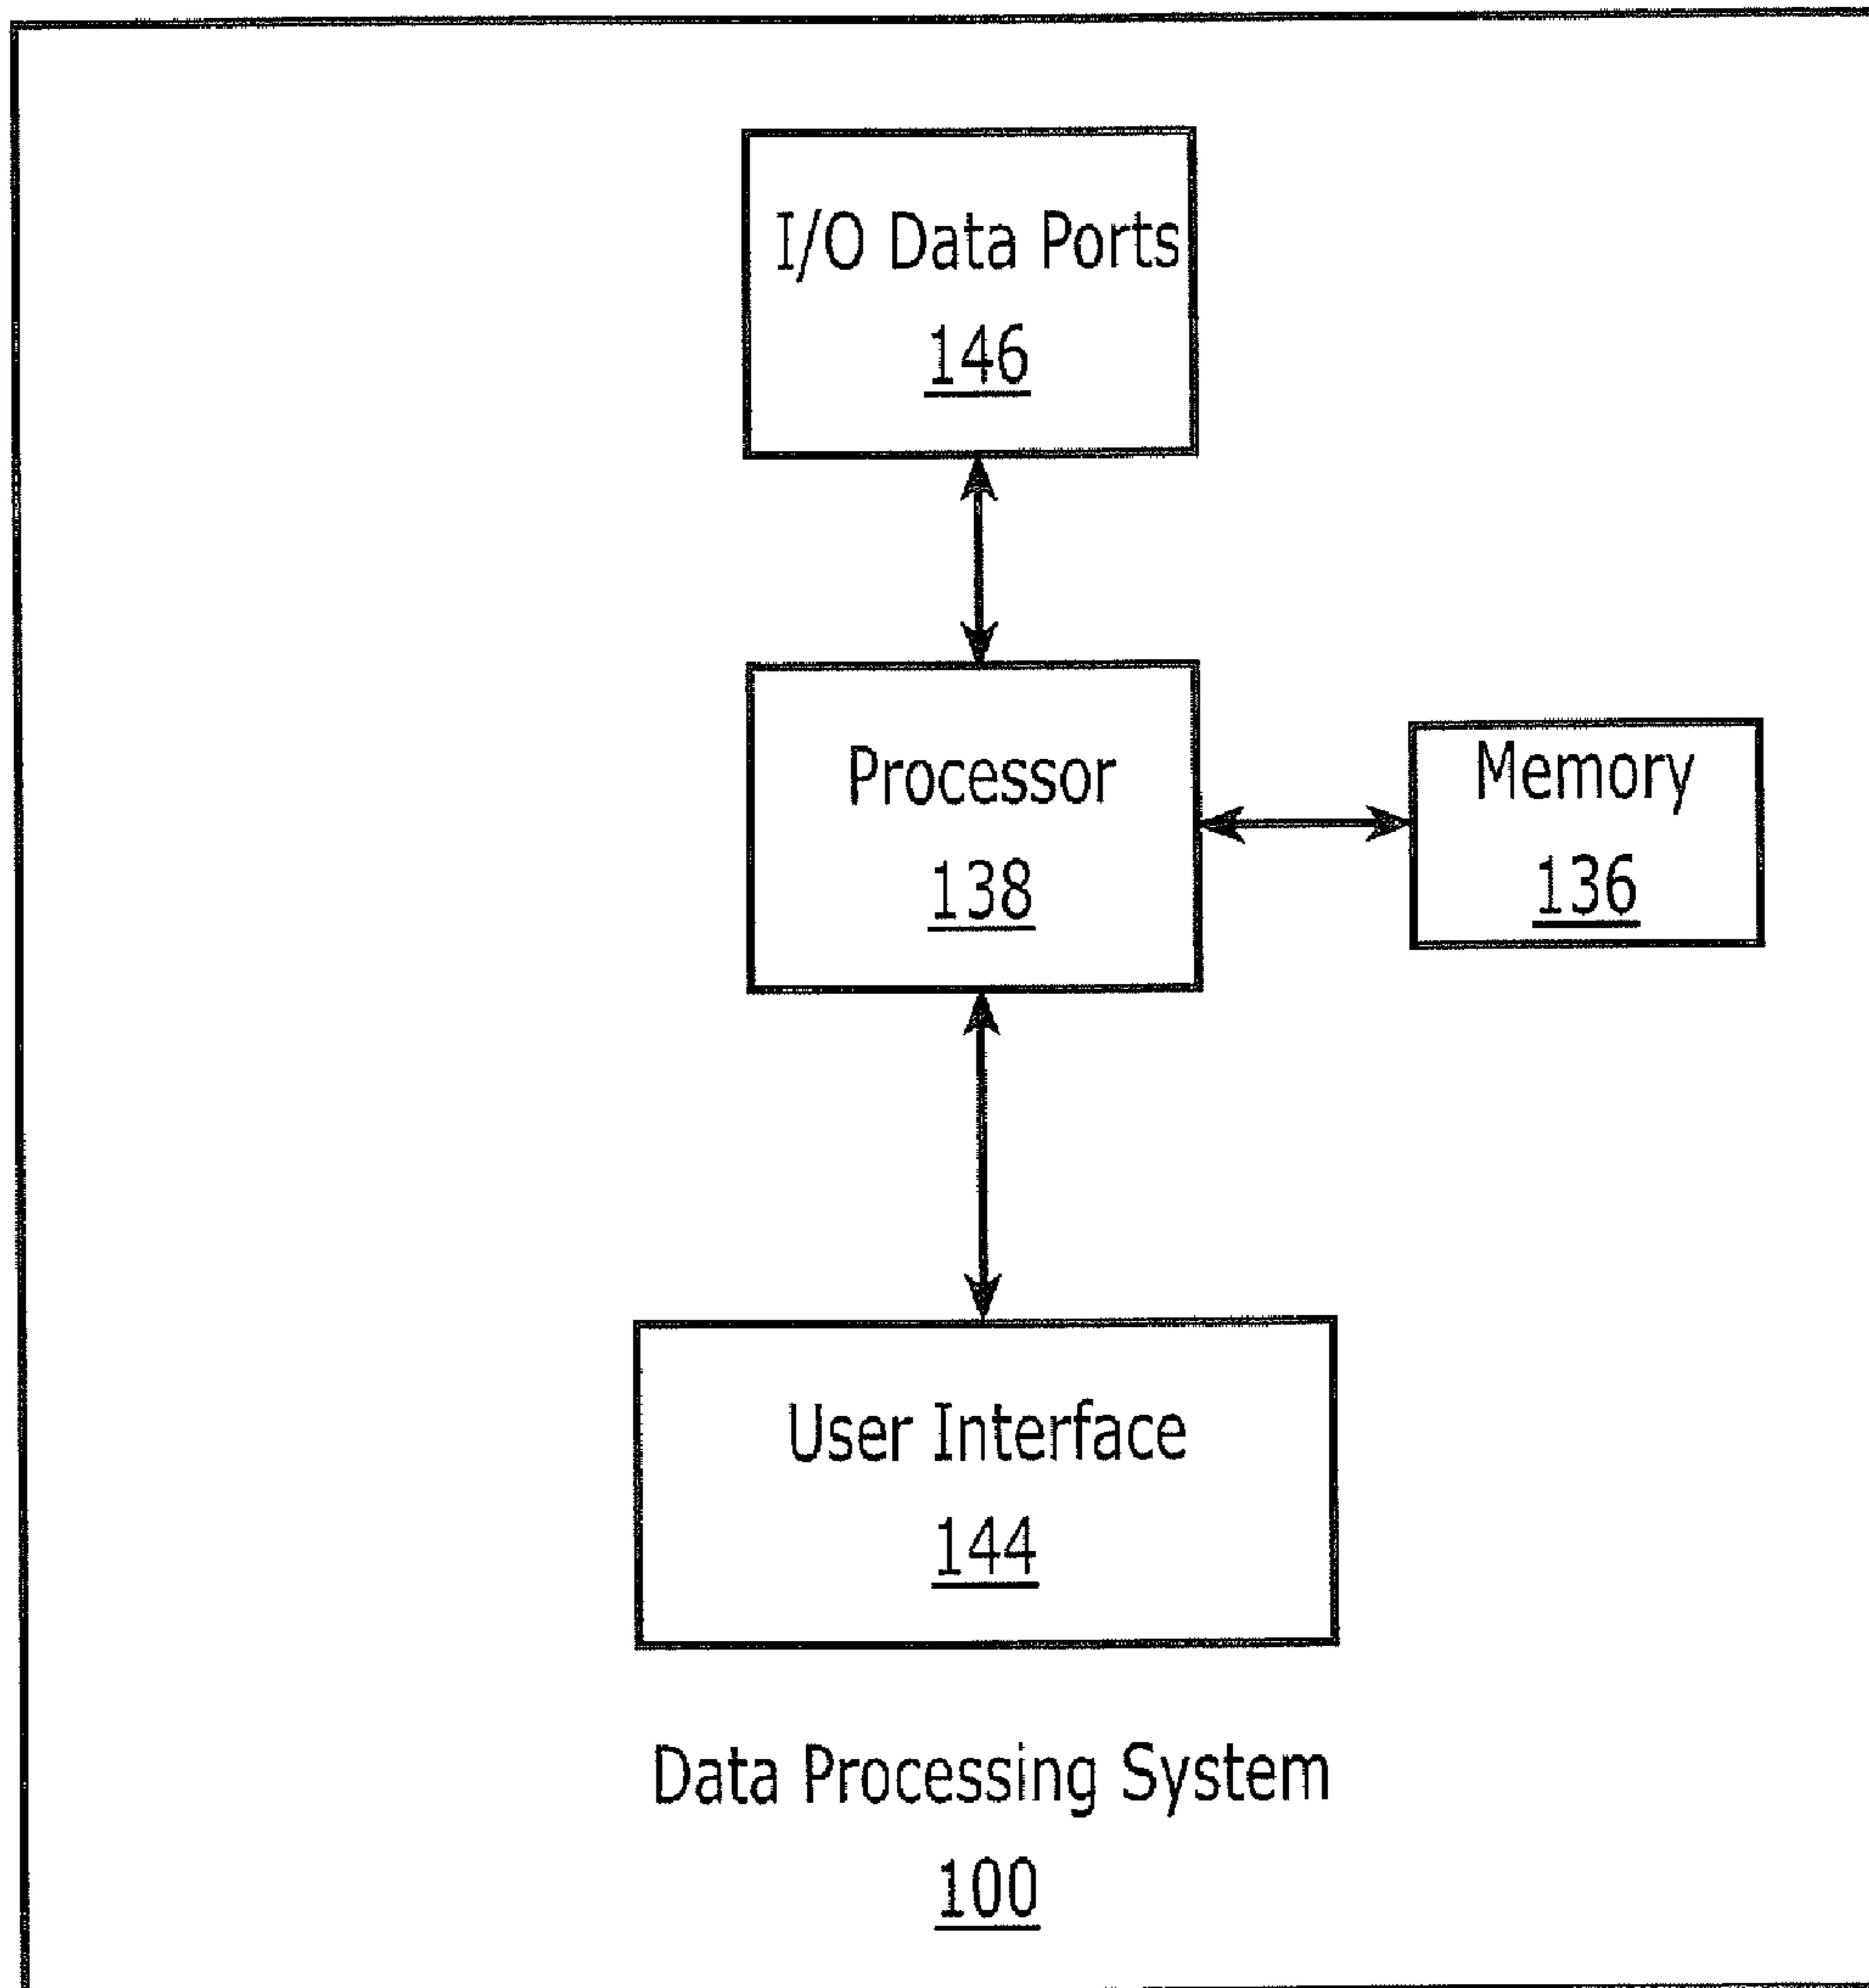 I/O Data Ports
146
Processor
138
Memory
136
User Interface
144
Data Processing System
100